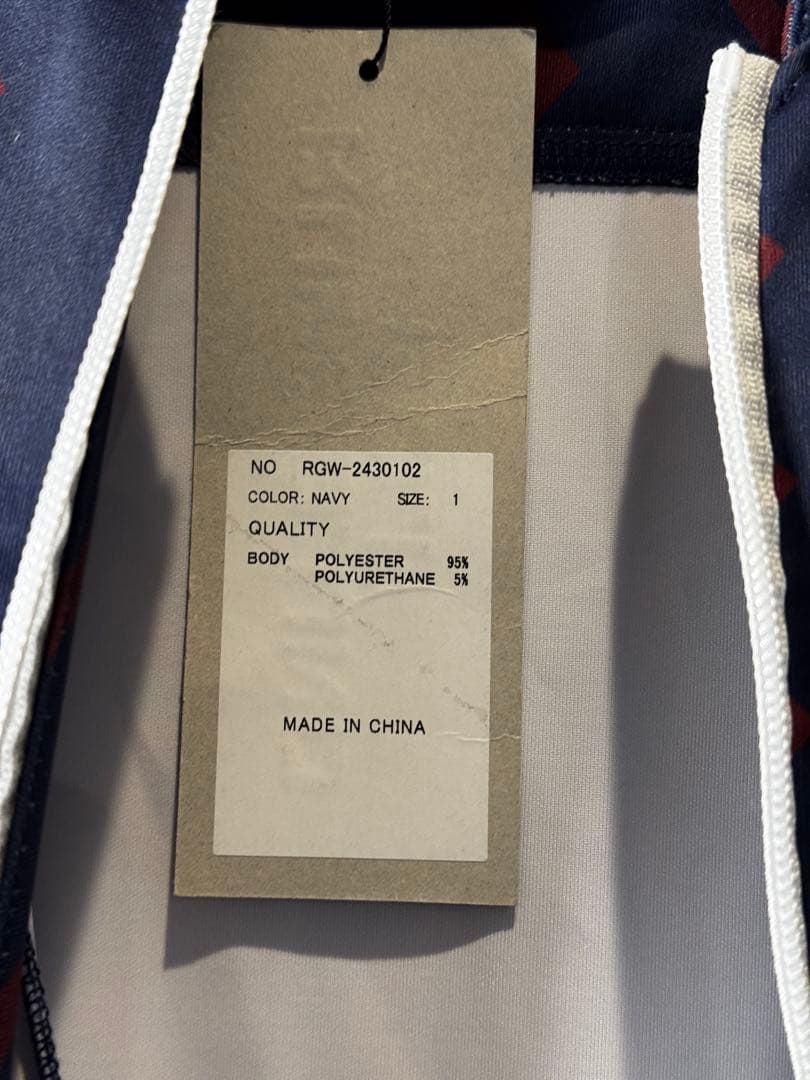 NO RGW-2430102
COLOR: NAVY SIZE: 1
QUALITY
BODY POLYESTER 95%
POLYURETHANE 5%
MADE IN CHINA